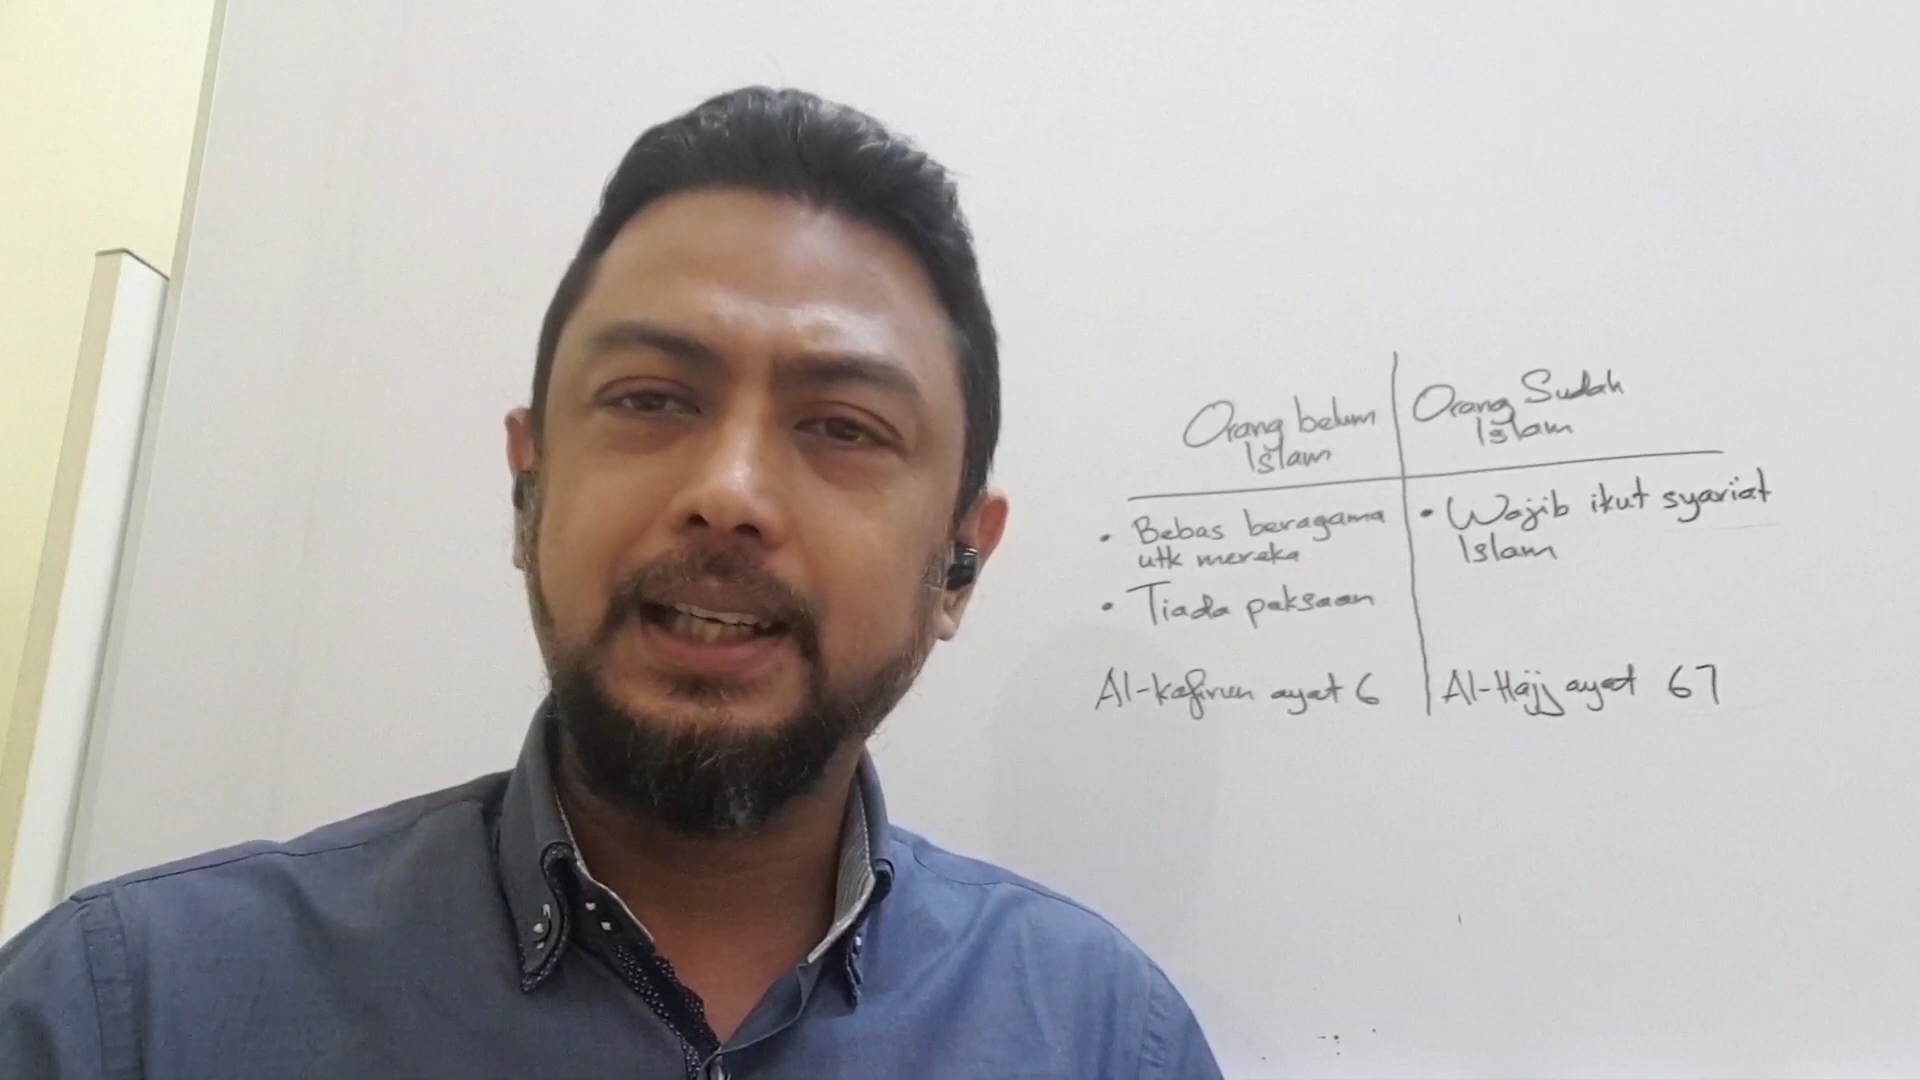 Orang belum
Islam
Orang Sudah
Islam
• Bebas beragama
utk mereka
• Tiada paksaan
Al-kafirun ayat 6
• Wajib ikut syariat
Islam
Al-Hajj ayat 67